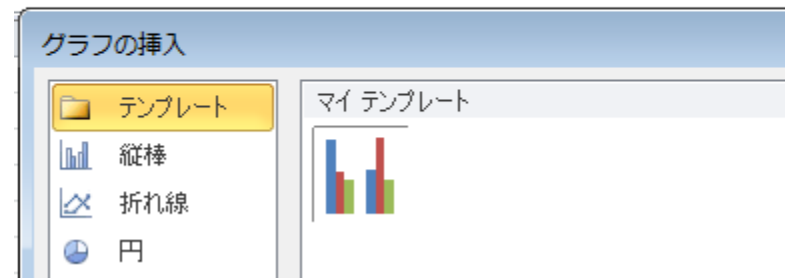 グラフの挿入
テンプレート
縦棒
折れ線
円
マイ テンプレート